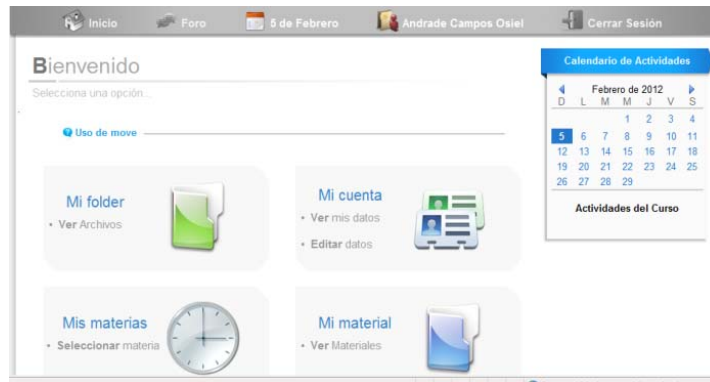 Inicio Foro 5 de Febrero Andrade Campos Osiel Cerrar Sesión
Bienvenido
Selecciona una opción...
Uso de move
Mi folder
• Ver Archivos
Mi cuenta
• Ver mis datos
• Editar datos
Mis materias
• Seleccionar materia
Mi material
• Ver Materiales
Calendario de Actividades
Febrero de 2012
D L M M J V S
1 2 3 4
5 6 7 8 9 10 11
12 13 14 15 16 17 18
19 20 21 22 23 24 25
26 27 28 29
Actividades del Curso